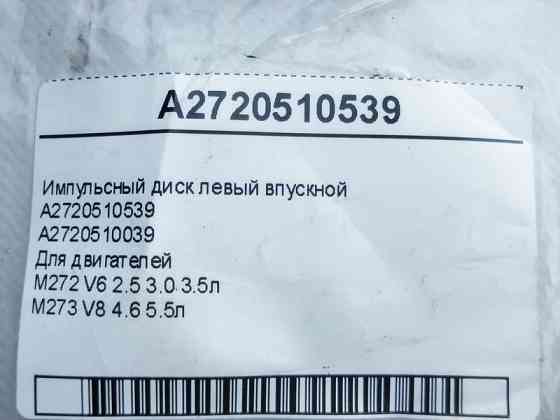 A2720510539
Импульсный диск левый впускной
A2720510539
A2720510039
Для двигателей
M272 V6 2.5 3.0 3.5л
M273 V8 4.6 5.5л